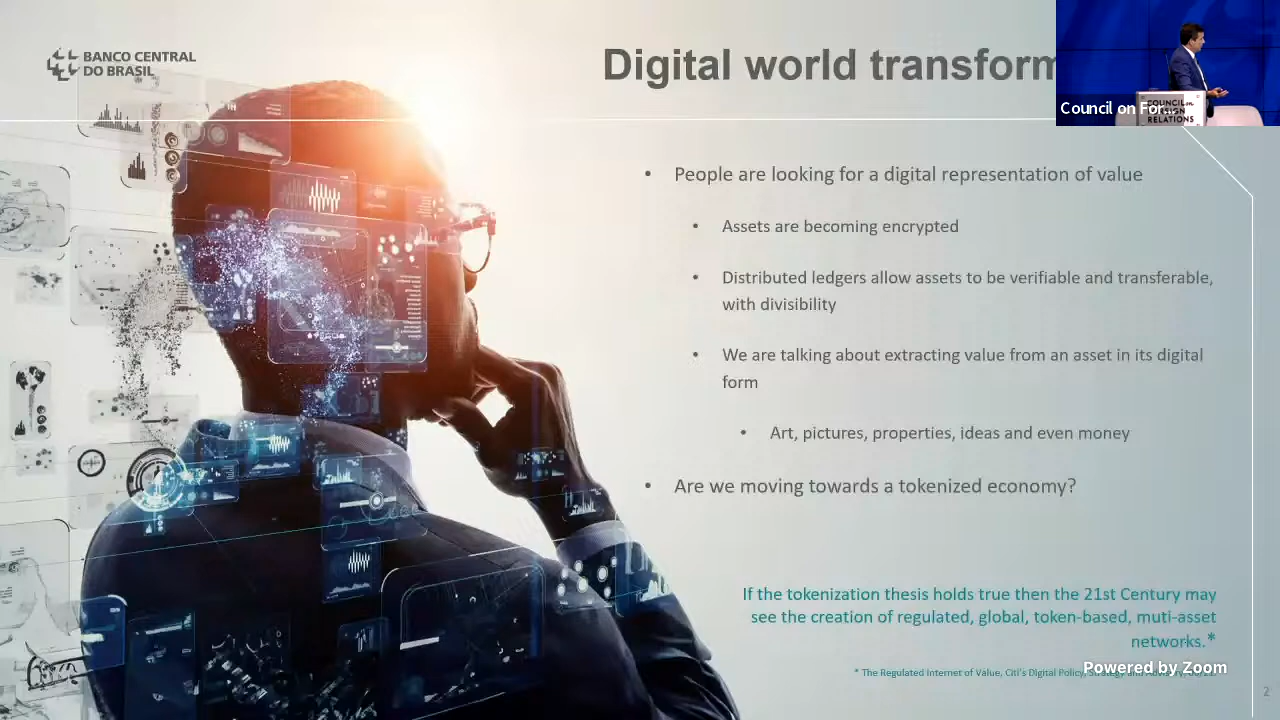 BANCO CENTRAL
DO BRASIL
Digital world transform
Council on For...
COUNCIL
RELATIONS
• People are looking for a digital representation of value
• Assets are becoming encrypted
• Distributed ledgers allow assets to be verifiable and transferable,
with divisibility
• We are talking about extracting value from an asset in its digital
form
• Art, pictures, properties, ideas and even money
• Are we moving towards a tokenized economy?
If the tokenization thesis holds true then the 21st Century may
see the creation of regulated, global, token-based, muti-asset
networks.*
* The Regulated Internet of Value, Citi's Digital Policy,
Powered by Zoom
2